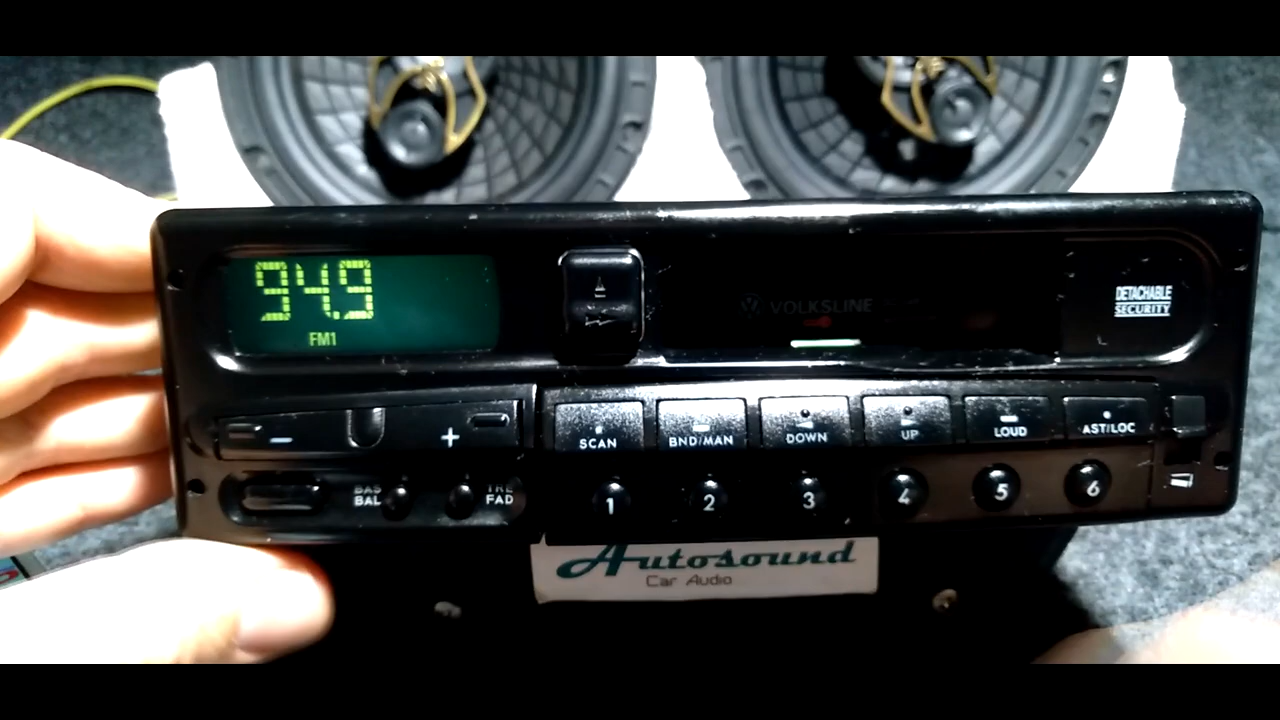 94.9
FM1
VOLKSLINE
DETACHABLE
SECURITY
- +
SCAN BND/MAN DOWN UP LOUD AST/LOC
BAS TRE
BAL FAD
1 2 3 4 5 6
Autosound
Car Audio